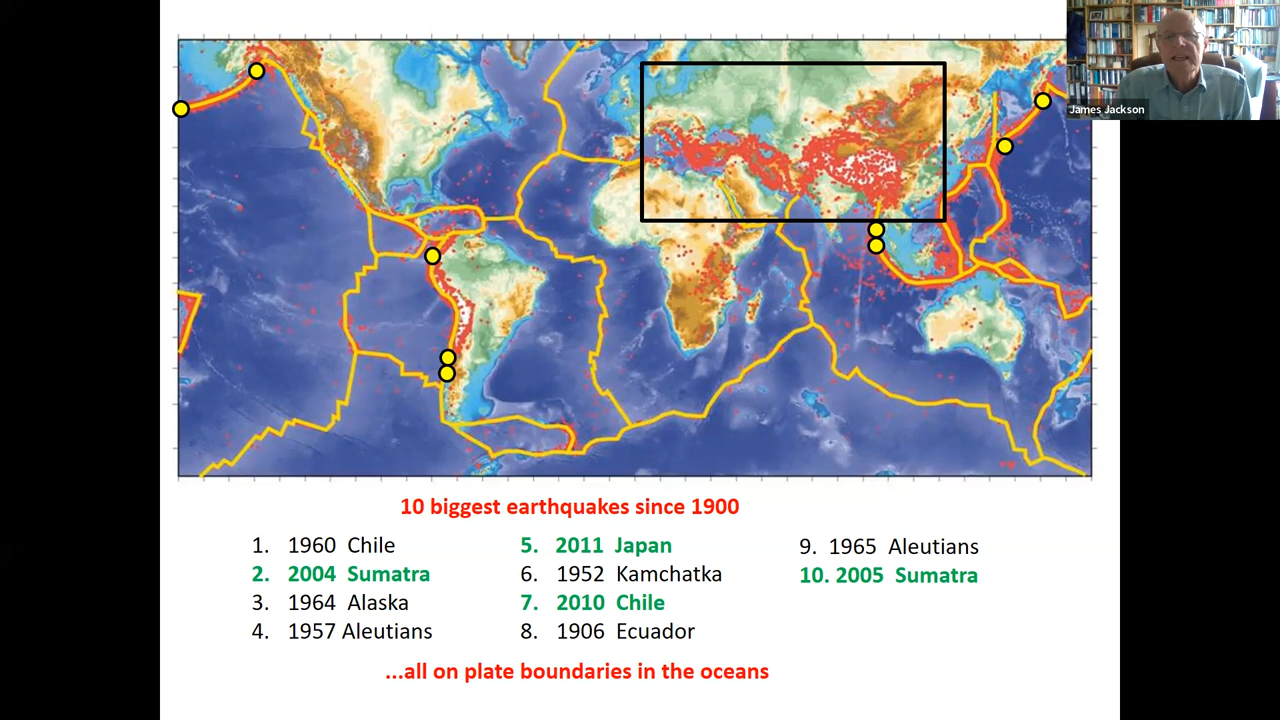 James Jackson
10 biggest earthquakes since 1900
1. 1960 Chile
2. 2004 Sumatra
3. 1964 Alaska
4. 1957 Aleutians
5. 2011 Japan
6. 1952 Kamchatka
7. 2010 Chile
8. 1906 Ecuador
9. 1965 Aleutians
10. 2005 Sumatra
...all on plate boundaries in the oceans